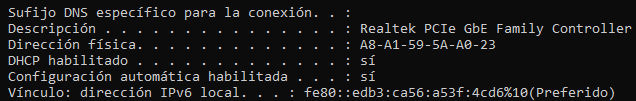 Sufijo DNS específico para la conexión. . :
Descripción . . . . . . . . . . . . . . . : Realtek PCIe GbE Family Controller
Dirección física. . . . . . . . . . . . . : A8-A1-59-5A-A0-23
DHCP habilitado . . . . . . . . . . . . . : sí
Configuración automática habilitada . . . : sí
Vínculo: dirección IPv6 local. . . : fe80::edb3:ca56:a53f:4cd6%10(Preferido)